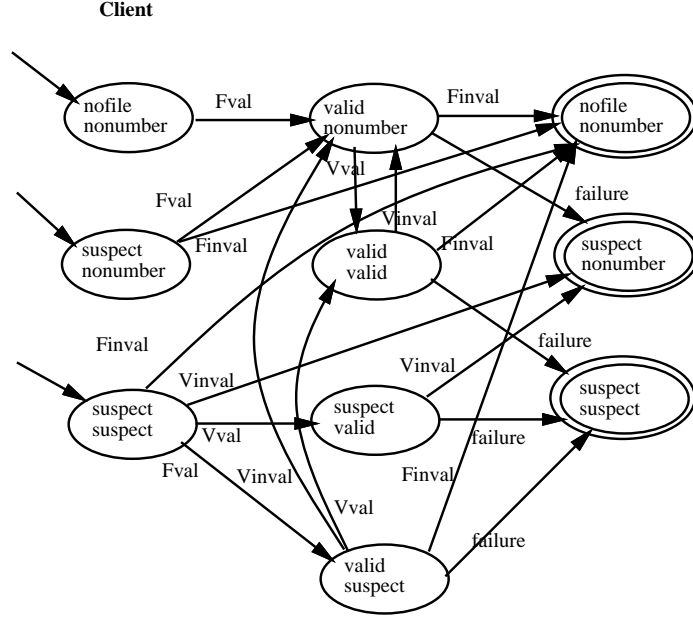 Client
nofile
nonumber
Fval
valid
nonumber
Finval
nofile
nonumber
Vval
Fval
failure
Vinval
suspect
nonumber
Finval
Finval
valid
valid
suspect
nonumber
Finval
failure
Vinval
Vinval
suspect
suspect
Vval
suspect
valid
failure
suspect
suspect
Fval
Vinval
Finval
Vval
failure
valid
suspect